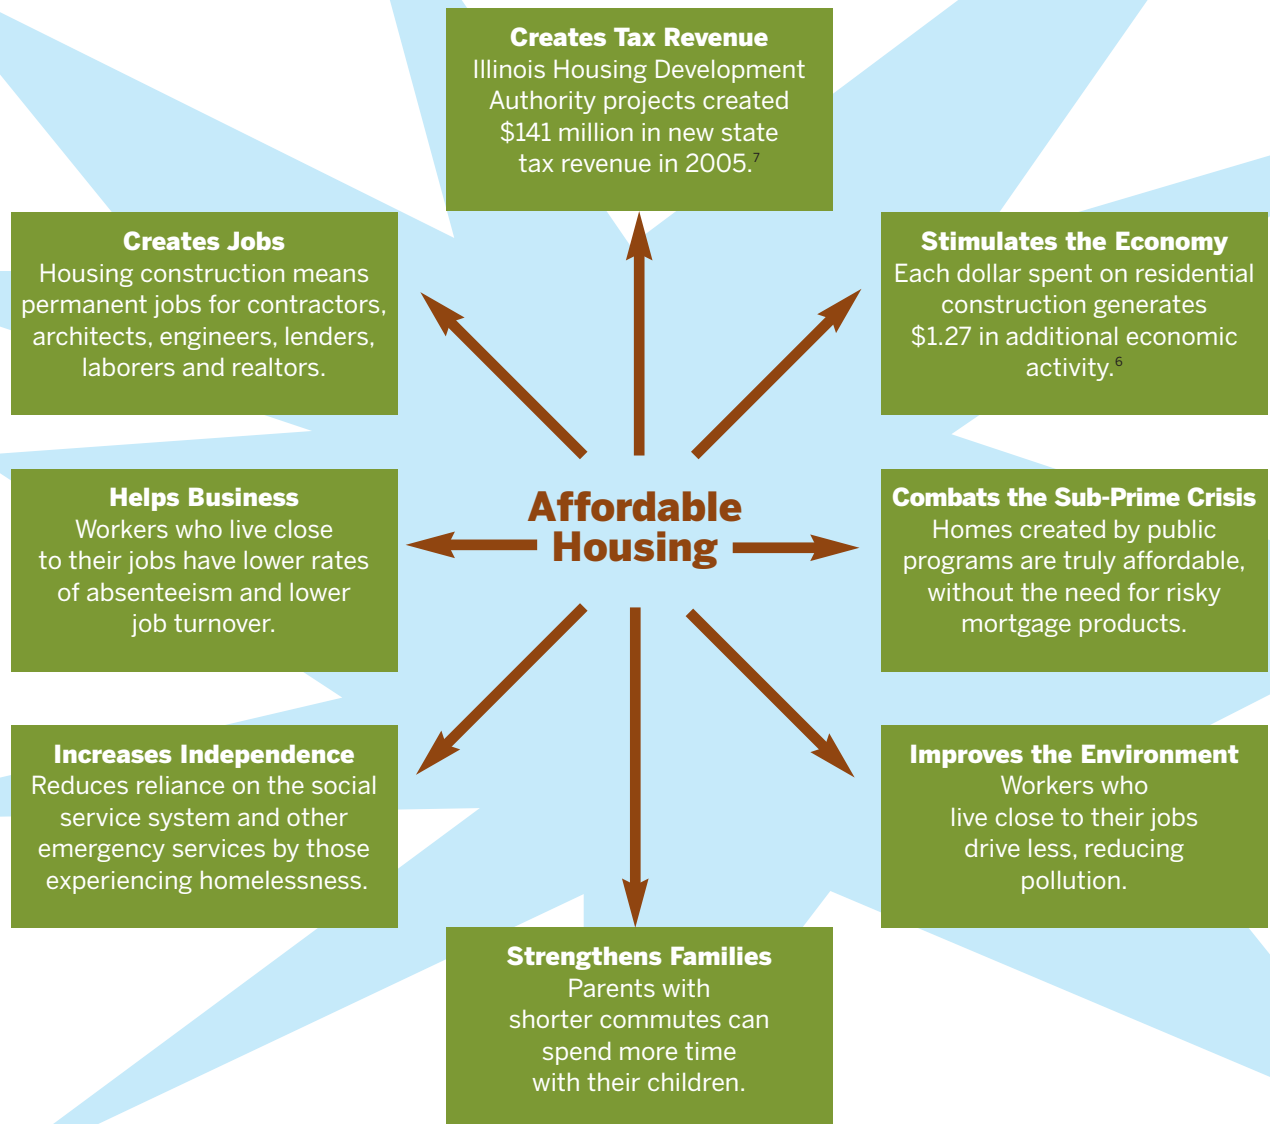 Creates Tax Revenue
Illinois Housing Development
Authority projects created
$141 million in new state
tax revenue in 2005.7
Creates Jobs
Housing construction means
permanent jobs for contractors,
architects, engineers, lenders,
laborers and realtors.
Stimulates the Economy
Each dollar spent on residential
construction generates
$1.27 in additional economic
activity.6
Helps Business
Workers who live close
to their jobs have lower rates
of absenteeism and lower
job turnover.
Affordable
Housing
Combats the Sub-Prime Crisis
Homes created by public
programs are truly affordable,
without the need for risky
mortgage products.
Increases Independence
Reduces reliance on the social
service system and other
emergency services by those
experiencing homelessness.
Improves the Environment
Workers who
live close to their jobs
drive less, reducing
pollution.
Strengthens Families
Parents with
shorter commutes can
spend more time
with their children.